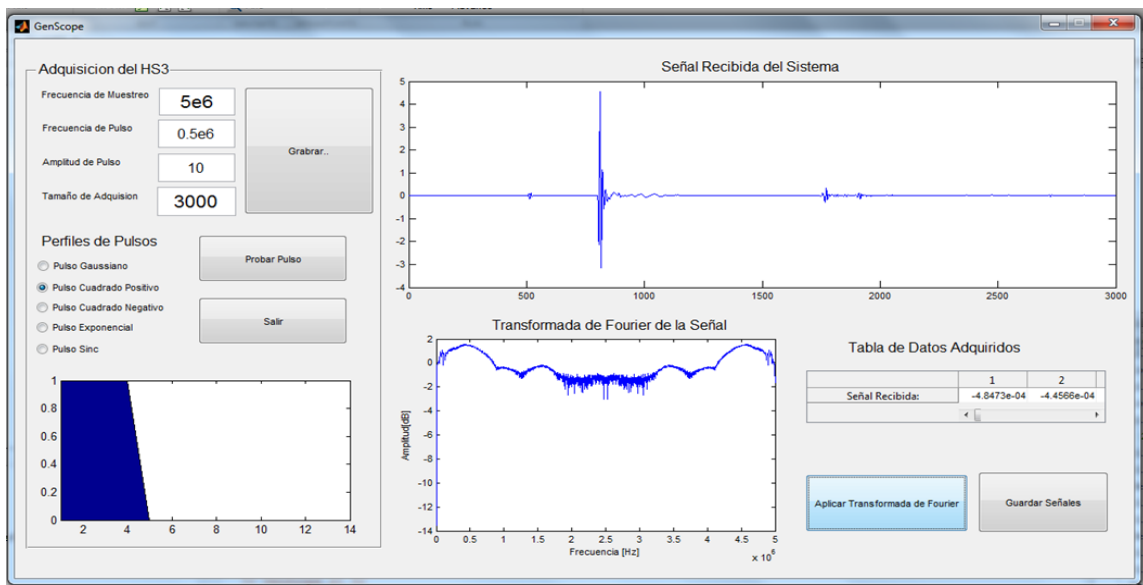 GenScope
Adquisicion del HS3
Frecuencia de Muestreo
5e6
Frecuencia de Pulso
0.5e6
Amplitud de Pulso
10
Tamaño de Adquision
3000
Grabrar..
Perfiles de Pulsos
Pulso Gaussiano
Pulso Cuadrado Positivo
Pulso Cuadrado Negativo
Pulso Exponencial
Pulso Sinc
Probar Pulso
Salir
1
0.8
0.6
0.4
0.2
0
2 4 6 8 10 12 14
Señal Recibida del Sistema
5
4
3
2
1
0
-1
-2
-3
-4
0 500 1000 1500 2000 2500 3000
Transformada de Fourier de la Señal
2
0
-2
-4
-6
-8
-10
-12
-14
Amplitud[dB]
0 0.5 1 1.5 2 2.5 3 3.5 4 4.5 5
Frecuencia [Hz]
x 10^6
Tabla de Datos Adquiridos
1 2
Señal Recibida: -4.8473e-04 -4.4566e-04
Aplicar Transformada de Fourier
Guardar Señales